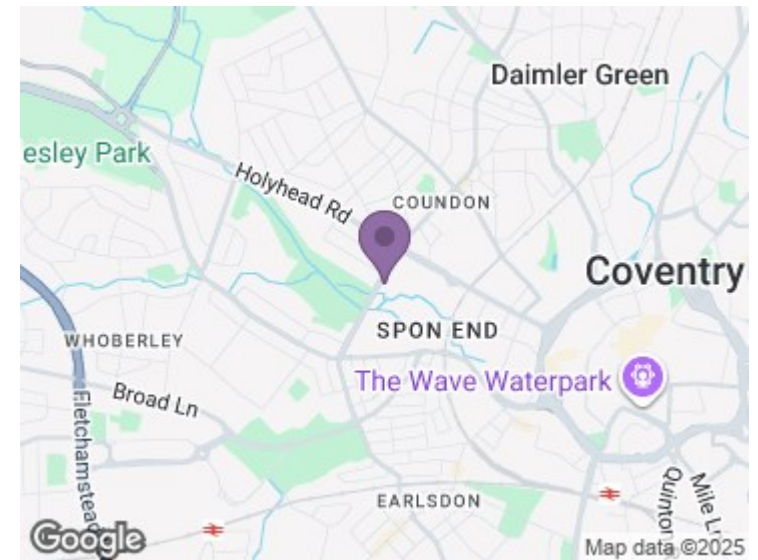 Daimler Green
esley Park
Holyhead Rd
COUNDON
Coventry
SPON END
WHOBERLEY
The Wave Waterpark
Broad Ln
Fletchamstead
EARLSDON
Quinton
Mile L
Google
Map data ©2025